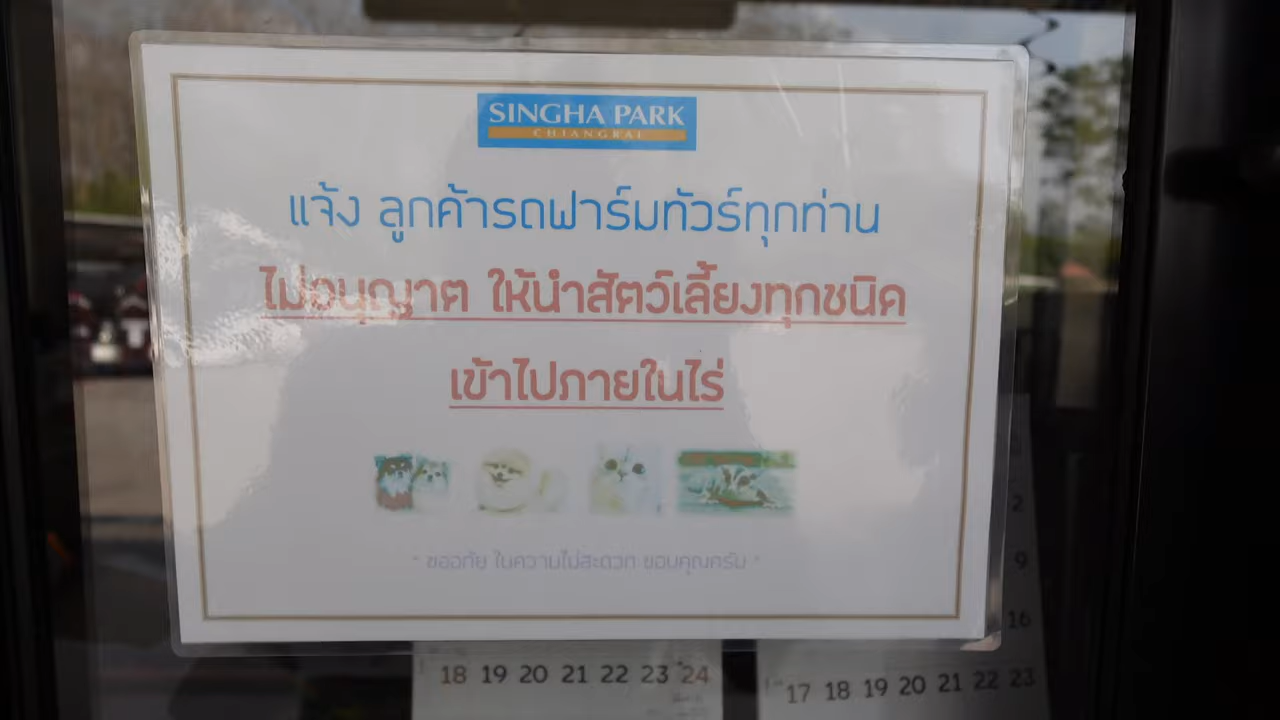 SINGHA PARK
CHIANGRAI
แจ้ง ลูกค้ารถฟาร์มทัวร์ทุกท่าน
ไม่อนุญาต ให้นำสัตว์เลี้ยงทุกชนิด
เข้าไปภายในไร่
" ขออภัย ในความไม่สะดวก ขอบคุณครับ "
2
9
16
18 19 20 21 22 23 24
17 18 19 20 21 22 23